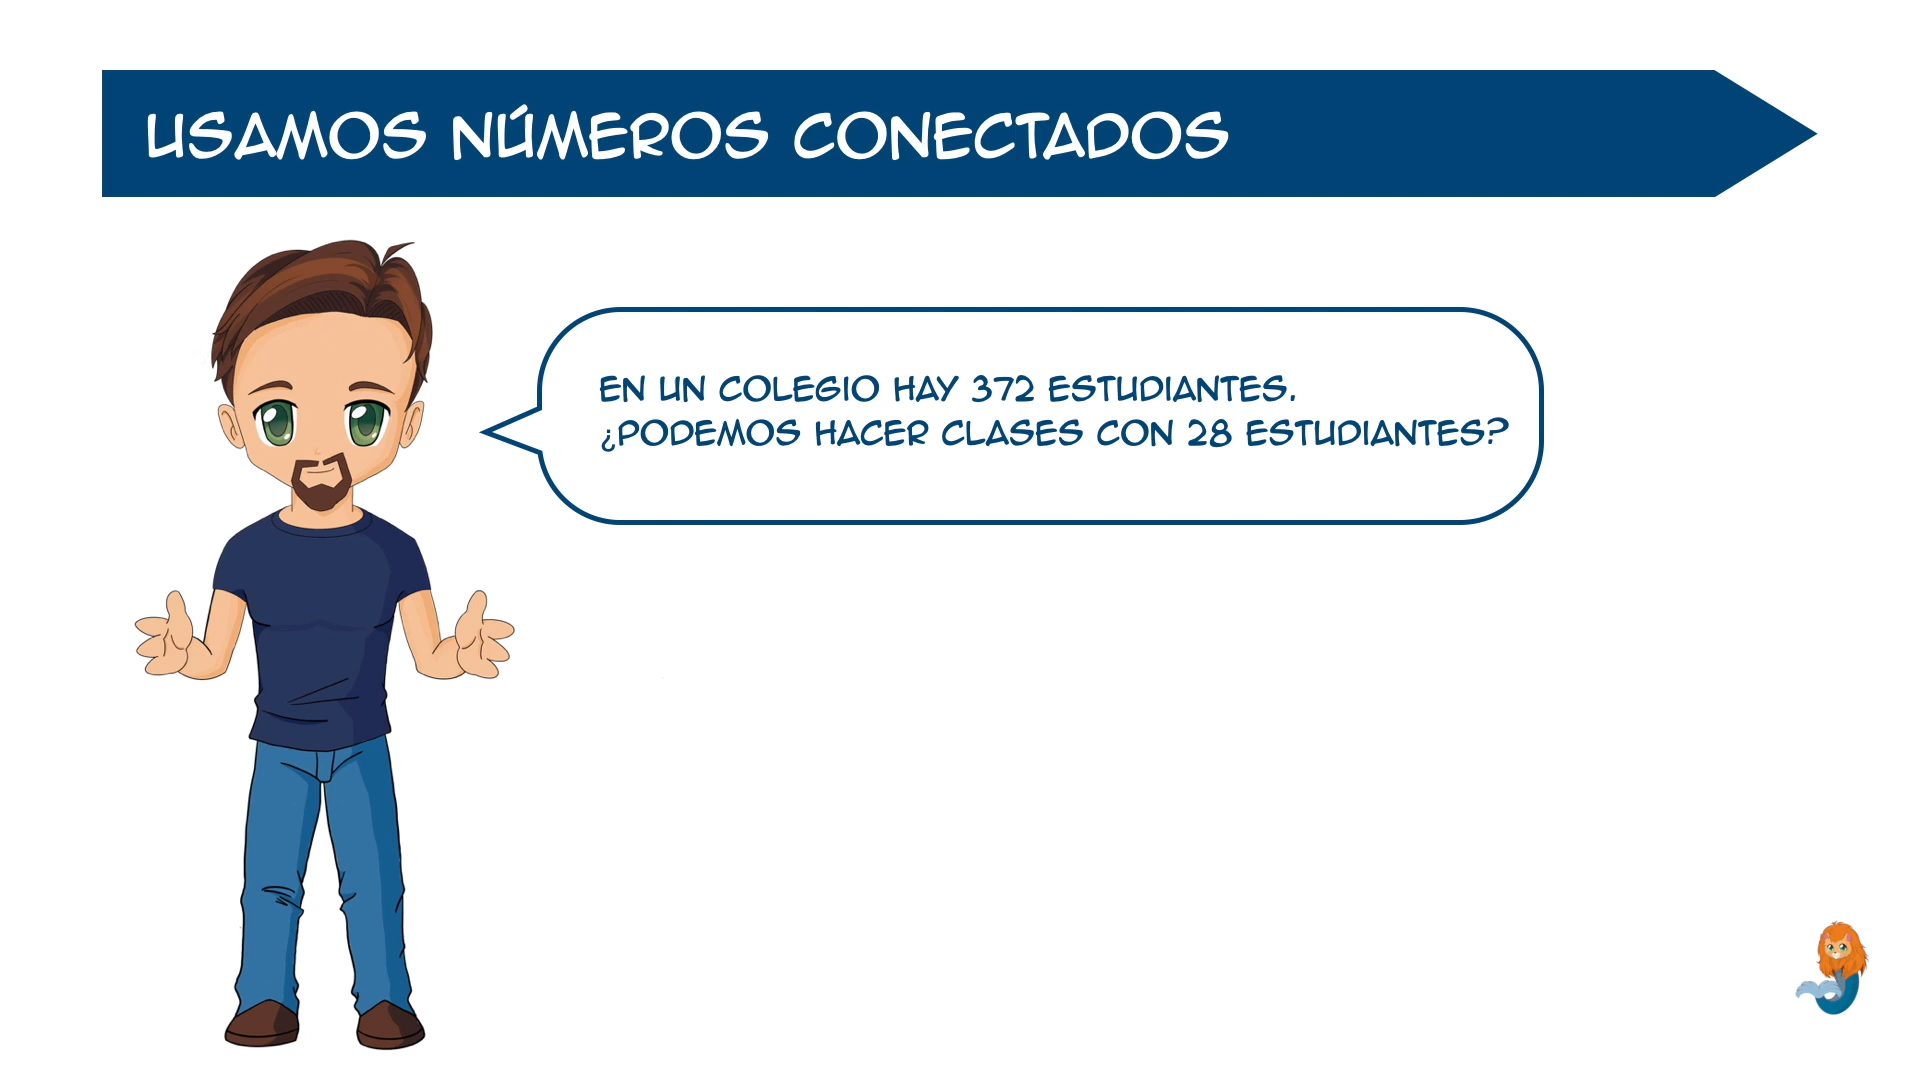 USAMOS NÚMEROS CONECTADOS
EN UN COLEGIO HAY 372 ESTUDIANTES.
¿PODEMOS HACER CLASES CON 28 ESTUDIANTES?